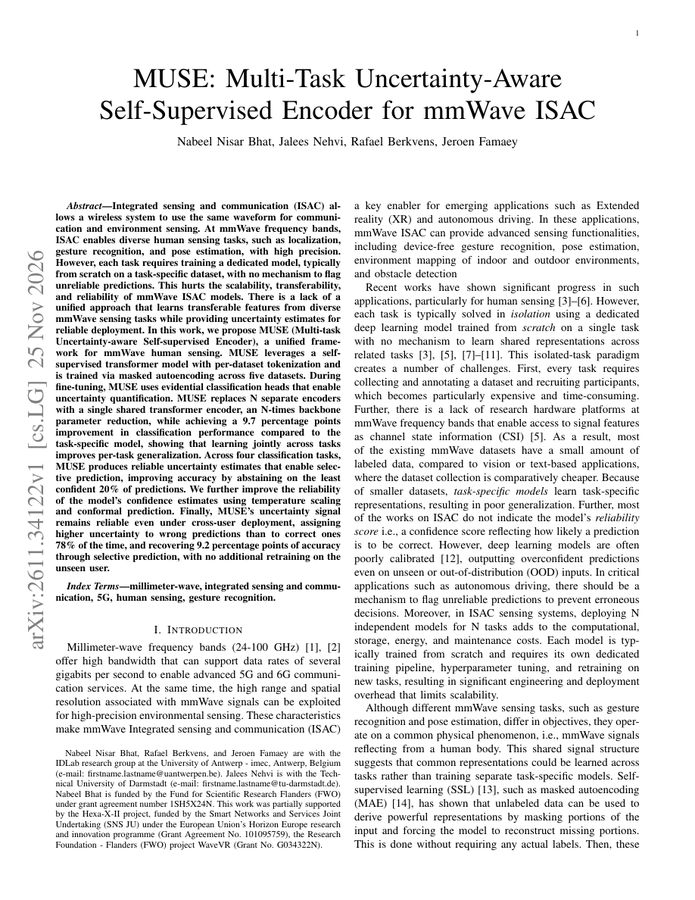 1
MUSE: Multi-Task Uncertainty-Aware
Self-Supervised Encoder for mmWave ISAC
Nabeel Nisar Bhat, Jalees Nehvi, Rafael Berkvens, Jeroen Famaey
arXiv:2611.34122v1 [cs.LG] 25 Nov 2026
Abstract—Integrated sensing and communication (ISAC) al-
lows a wireless system to use the same waveform for communi-
cation and environment sensing. At mmWave frequency bands,
ISAC enables diverse human sensing tasks, such as localization,
gesture recognition, and pose estimation, with high precision.
However, each task requires training a dedicated model, typically
from scratch on a task-specific dataset, with no mechanism to flag
unreliable predictions. This hurts the scalability, transferability,
and reliability of mmWave ISAC models. There is a lack of a
unified approach that learns transferable features from diverse
mmWave sensing tasks while providing uncertainty estimates for
reliable deployment. In this work, we propose MUSE (Multi-task
Uncertainty-aware Self-Supervised Encoder), a unified frame-
work for mmWave human sensing. MUSE leverages a self-
supervised transformer model with per-dataset tokenization and
is trained via masked autoencoding across five datasets. During
fine-tuning, MUSE uses evidential classification heads that enable
uncertainty quantification. MUSE replaces N separate encoders
with a single shared transformer encoder, an N-times backbone
parameter reduction, while achieving a 9.7 percentage points
improvement in classification performance compared to the
task-specific model, showing that learning jointly across tasks
improves per-task generalization. Across four classification tasks,
MUSE produces reliable uncertainty estimates that enable selec-
tive prediction, improving accuracy by abstaining on the least
confident 20% of predictions. We further improve the reliability
of the model's confidence estimates using temperature scaling
and conformal prediction. Finally, MUSE's uncertainty signal
remains reliable even under cross-user deployment, assigning
higher uncertainty to wrong predictions than to correct ones
78% of the time, and recovering 9.2 percentage points of accuracy
through selective prediction, with no additional retraining on the
unseen user.
Index Terms—millimeter-wave, integrated sensing and commu-
nication, 5G, human sensing, gesture recognition.
I. INTRODUCTION
Millimeter-wave frequency bands (24-100 GHz) [1], [2]
offer high bandwidth that can support data rates of several
gigabits per second to enable advanced 5G and 6G commu-
nication services. At the same time, the high range and spatial
resolution associated with mmWave signals can be exploited
for high-precision environmental sensing. These characteristics
make mmWave Integrated sensing and communication (ISAC)
Nabeel Nisar Bhat, Rafael Berkvens, and Jeroen Famaey are with the
IDLab research group at the University of Antwerp - imec, Antwerp, Belgium
(e-mail: firstname.lastname@uantwerpen.be). Jalees Nehvi is with the Tech-
nical University of Darmstadt (e-mail: firstname.lastname@tu-darmstadt.de).
Nabeel Bhat is funded by the Fund for Scientific Research Flanders (FWO)
under grant agreement number 1SH5X24N. This work was partially supported
by the Hexa-X-II project, funded by the Smart Networks and Services Joint
Undertaking (SNS JU) under the European Union's Horizon Europe research
and innovation programme (Grant Agreement No. 101095759), the Research
Foundation - Flanders (FWO) project WaveVR (Grant No. G034322N).
a key enabler for emerging applications such as Extended
reality (XR) and autonomous driving. In these applications,
mmWave ISAC can provide advanced sensing functionalities,
including device-free gesture recognition, pose estimation,
environment mapping of indoor and outdoor environments,
and obstacle detection
Recent works have shown significant progress in such
applications, particularly for human sensing [3]–[6]. However,
each task is typically solved in isolation using a dedicated
deep learning model trained from scratch on a single task
with no mechanism to learn shared representations across
related tasks [3], [5], [7]–[11]. This isolated-task paradigm
creates a number of challenges. First, every task requires
collecting and annotating a dataset and recruiting participants,
which becomes particularly expensive and time-consuming.
Further, there is a lack of research hardware platforms at
mmWave frequency bands that enable access to signal features
as channel state information (CSI) [5]. As a result, most
of the existing mmWave datasets have a small amount of
labeled data, compared to vision or text-based applications,
where the dataset collection is comparatively cheaper. Because
of smaller datasets, task-specific models learn task-specific
representations, resulting in poor generalization. Further, most
of the works on ISAC do not indicate the model's reliability
score i.e., a confidence score reflecting how likely a prediction
is to be correct. However, deep learning models are often
poorly calibrated [12], outputting overconfident predictions
even on unseen or out-of-distribution (OOD) inputs. In critical
applications such as autonomous driving, there should be a
mechanism to flag unreliable predictions to prevent erroneous
decisions. Moreover, in ISAC sensing systems, deploying N
independent models for N tasks adds to the computational,
storage, energy, and maintenance costs. Each model is typ-
ically trained from scratch and requires its own dedicated
training pipeline, hyperparameter tuning, and retraining on
new tasks, resulting in significant engineering and deployment
overhead that limits scalability.
Although different mmWave sensing tasks, such as gesture
recognition and pose estimation, differ in objectives, they oper-
ate on a common physical phenomenon, i.e., mmWave signals
reflecting from a human body. This shared signal structure
suggests that common representations could be learned across
tasks rather than training separate task-specific models. Self-
supervised learning (SSL) [13], such as masked autoencoding
(MAE) [14], has shown that unlabeled data can be used to
derive powerful representations by masking portions of the
input and forcing the model to reconstruct missing portions.
This is done without requiring any actual labels. Then, these